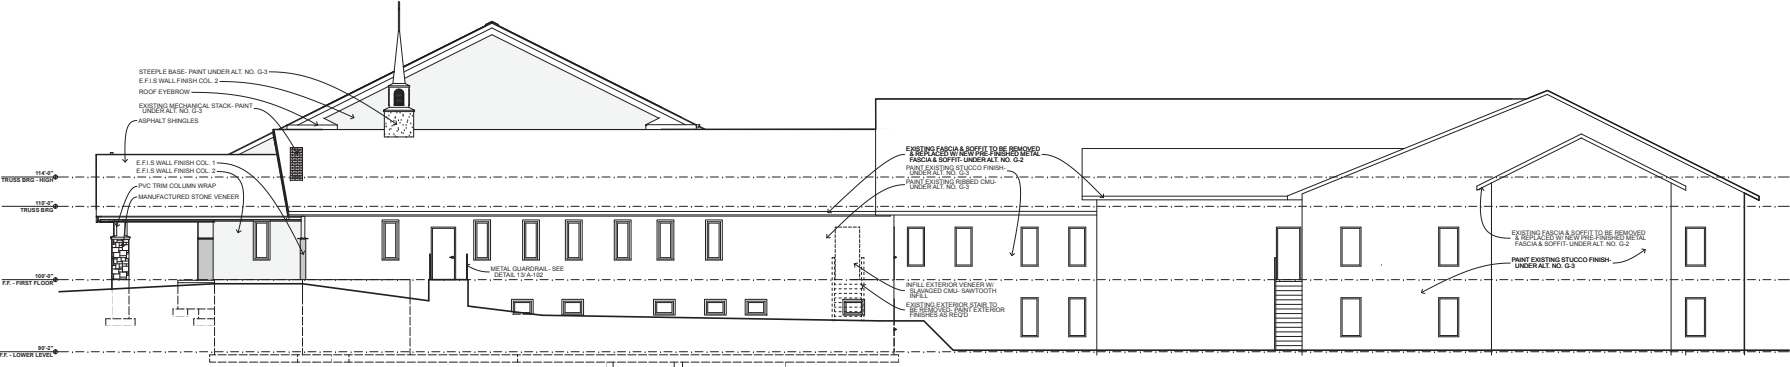 STEEPLE BASE- PAINT UNDER ALT. NO. G-3
E.F.I.S WALL FINISH COL. 2
ROOF EYEBROW
EXISTING MECHANICAL STACK- PAINT
UNDER ALT. NO. G-3
ASPHALT SHINGLES
E.F.I.S WALL FINISH COL. 1
E.F.I.S WALL FINISH COL. 2
PVC TRIM COLUMN WRAP
MANUFACTURED STONE VENEER
114'-0"
TRUSS BRG - HIGH
TRUSS BRG
100'-0"
F.F. - FIRST FLOOR
90'-2"
F.F. - LOWER LEVEL
METAL GUARDRAIL- SEE
DETAIL 13/ A-102
EXISTING FASCIA & SOFFIT TO BE REMOVED
& REPLACED W/ NEW PRE-FINISHED METAL
FASCIA & SOFFIT- UNDER ALT. NO. G-2
PAINT EXISTING STUCCO FINISH-
UNDER ALT. NO. G-3
PAINT EXISTING RIBBED CMU-
UNDER ALT. NO. G-3
INFILL EXTERIOR VENEER W/
SLAVAGED CMU- SAWTOOTH
INFILL
EXISTING EXTERIOR STAIR TO
BE REMOVED- PAINT EXTERIOR
FINISHES AS REQ'D
EXISTING FASCIA & SOFFIT TO BE REMOVED
& REPLACED W/ NEW PRE-FINISHED METAL
FASCIA & SOFFIT- UNDER ALT. NO. G-2
PAINT EXISTING STUCCO FINISH-
UNDER ALT. NO. G-3